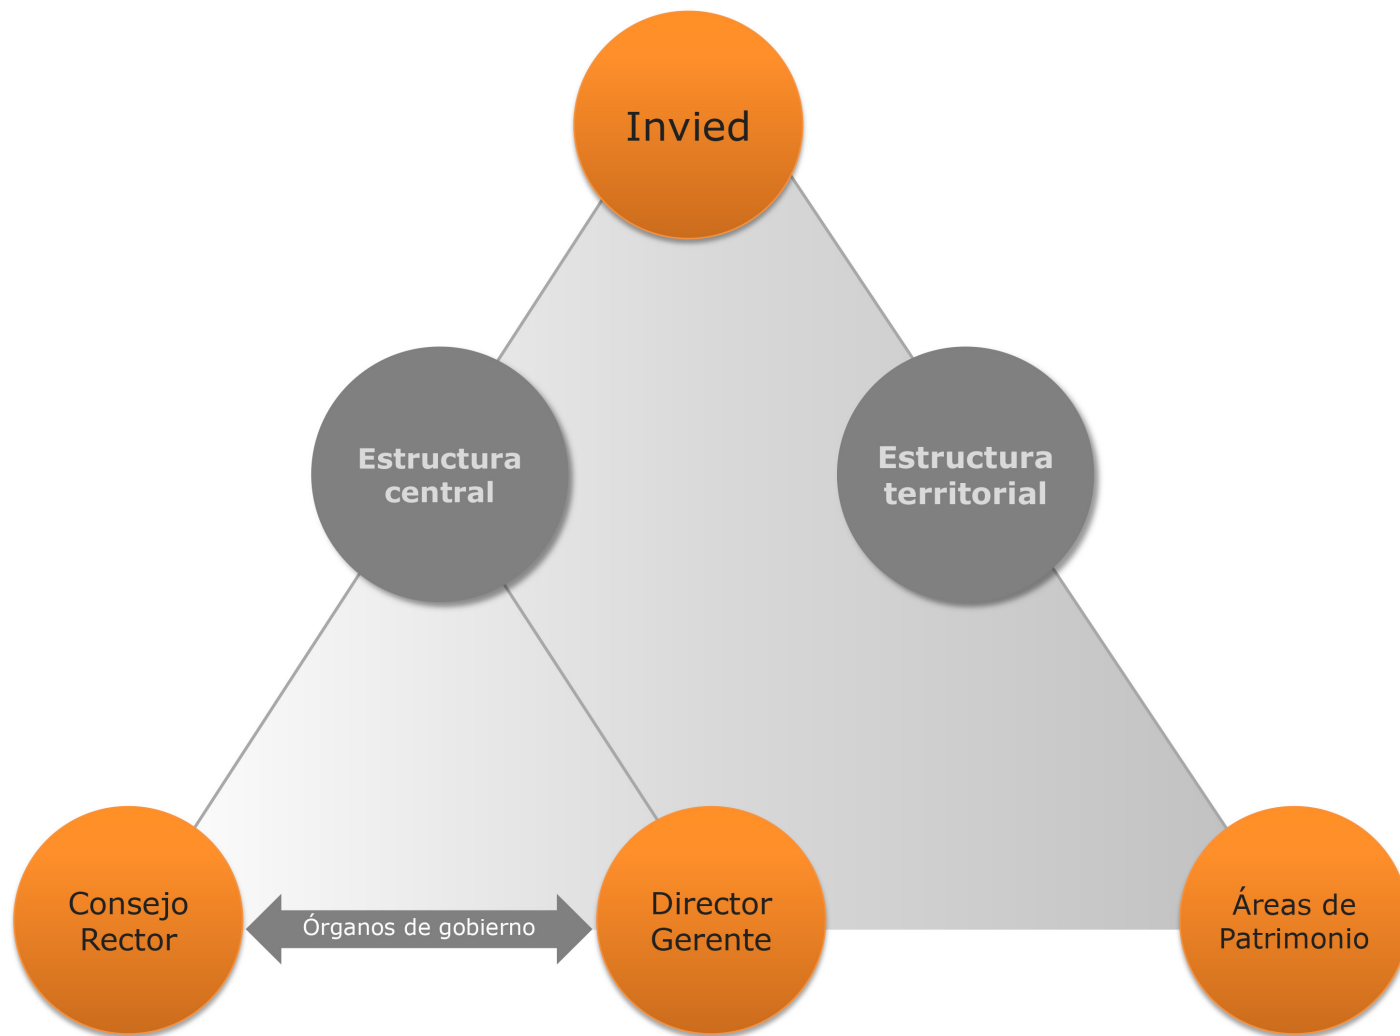 Invied
Estructura
central
Estructura
territorial
Consejo
Rector
Órganos de gobierno
Director
Gerente
Áreas de
Patrimonio